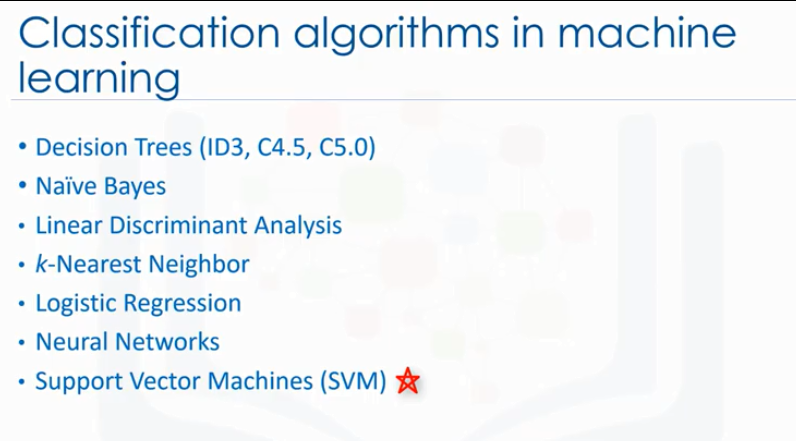 Classification algorithms in machine
learning
• Decision Trees (ID3, C4.5, C5.0)
• Naïve Bayes
• Linear Discriminant Analysis
• k-Nearest Neighbor
• Logistic Regression
• Neural Networks
• Support Vector Machines (SVM)